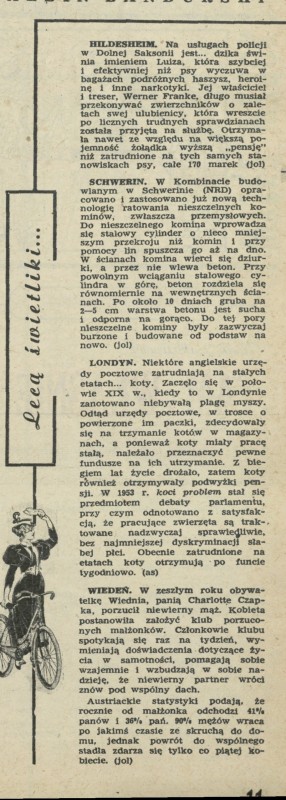 HILDESHEIM. Na usługach policji
w Dolnej Saksonii jest... dzika świ-
nia imieniem Luiza, która szybciej
i efektywniej niż psy wyczuwa w
bagażach podróżnych haszysz, heroi-
nę i inne narkotyki. Jej właściciel
i treser, Werner Franke, długo musiał
przekonywać zwierzchników o zale-
tach swej ulubienicy, która wreszcie
po licznych trudnych sprawdzianach
została przyjęta na służbę. Otrzyma-
ła nawet ze względu na większą po-
jemność żołądka wyższą „pensję"
niż zatrudnione na tych samych sta-
nowiskach psy, całe 170 marek (jol)
SCHWERIN. W Kombinacie budo-
wlanym w Schwerinie (NRD) opra-
cowano i zastosowano już nową tech-
nologię ratowania nieszczelnych ko-
minów, zwłaszcza przemysłowych.
Do nieszczelnego komina wprowadza
się stalowy cylinder o nieco mniej-
szym przekroju niż komin i przy
pomocy lin spuszcza go aż na dno.
W ścianach komina wierci się dziur-
ki, a przez nie wlewa beton. Przy
powolnym wciąganiu stalowego cy-
lindra w górę, beton rozdziela się
równomiernie na wewnętrznych ścia-
nach. Po około 10 dniach gruba na
2—5 cm warstwa betonu jest sucha
i odporna na gorąco. Do tej pory
nieszczelne kominy były zazwyczaj
burzone i budowane od podstaw na
nowo. (jol)
Lecą świetliki...
LONDYN. Niektóre angielskie urzę-
dy pocztowe zatrudniają na stałych
etatach... koty. Zaczęło się w poło-
wie XIX w., kiedy to w Londynie
zanotowano niebywałą plagę myszy.
Odtąd urzędy pocztowe, w trosce o
powierzone im paczki, zdecydowały
się na trzymanie kotów w magazy-
nach, a ponieważ koty miały pracę
stałą, należało przeznaczyć pewne
fundusze na ich utrzymanie. Z bie-
giem lat życie drożało, zatem koty
również otrzymywały podwyżki pen-
sji. W 1953 r. koci problem stał się
przedmiotem debaty parlamentu,
przy czym odnotowano z satysfak-
cją, że pracujące zwierzęta są trak-
towane nadzwyczaj sprawiedliwie,
bez najmniejszej dyskryminacji sła-
bej płci. Obecnie zatrudnione na
etatach koty otrzymują po funcie
tygodniowo. (as)
WIEDEŃ. W zeszłym roku obywa-
telkę Wiednia, panią Charlottę Czap-
ka, porzucił niewierny mąż. Kobieta
postanowiła założyć klub porzuco-
nych małżonków. Członkowie klubu
spotykają się raz na tydzień, wy-
mieniają doświadczenia dotyczące ży-
cia w samotności, pomagają sobie
wzajemnie i wzbudzają w sobie na-
dzieję, że niewierny partner wróci
znów pod wspólny dach.
Austriackie statystyki podają, że
rocznie od małżonka odchodzi 41%
panów i 36% pań. 90% mężów wraca
po jakimś czasie ze skruchą do do-
mu, jednak powrót do wspólnego
stadła zdarza się tylko co piątej ko-
biecie. (jol)